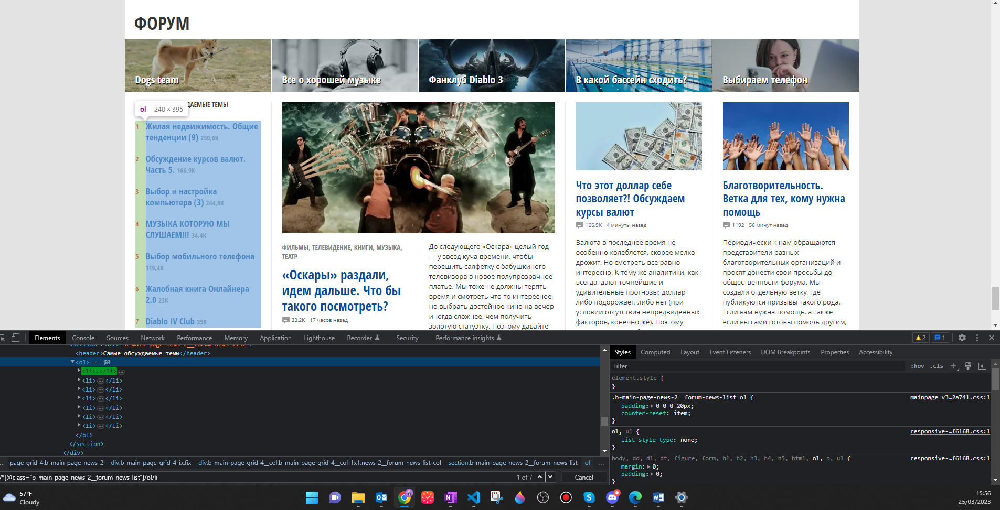 ФОРУМ
Dogs team
Все о хорошей музыке
Фанклуб Diablo 3
В какой бассейн сходить?
Выбираем телефон
ol 240 × 395
ДАЕМЫЕ ТЕМЫ
1 Жилая недвижимость. Общие
тенденции (9) 250,6K
2 Обсуждение курсов валют.
Часть 5. 166,9K
3 Выбор и настройка
компьютера (3) 244,8K
4 МУЗЫКА КОТОРУЮ МЫ
СЛУШАЕМ!!! 34,4K
5 Выбор мобильного телефона
119,4K
6 Жалобная книга Онлайнера
2.0 23K
7 Diablo IV Club 359
ФИЛЬМЫ, ТЕЛЕВИДЕНИЕ, КНИГИ, МУЗЫКА,
ТЕАТР
«Оскары» раздали,
идем дальше. Что бы
такого посмотреть?
33,2K 17 часов назад
До следующего «Оскара» целый год
— у звезд куча времени, чтобы
перешить салфетку с бабушкиного
телевизора в новое полупрозрачное
платье. Мы тоже не должны терять
время и смотреть что-то интересное,
но выбрать достойное кино на вечер
иногда сложнее, чем получить
золотую статуэтку. Поэтому давайте
Что этот доллар себе
позволяет?! Обсуждаем
курсы валют
166,9K 4 минуты назад
Валюта в последнее время не
особенно колеблется, скорее мелко
дрожит. Но смотреть все равно
интересно. К тому же аналитики, как
всегда, дают точнейшие и
удивительные прогнозы: доллар
либо подорожает, либо нет (при
условии отсутствия непредвиденных
факторов, конечно же). Поэтому
Благотворительность.
Ветка для тех, кому нужна
помощь
1192 56 минут назад
Периодически к нам обращаются
представители разных
благотворительных организаций и
просят донести свои просьбы до
общественности форума. Мы
создали отдельную ветку, где
публикуются призывы такого рода.
Если вам нужна помощь, а также
если вы сами готовы помочь другим,
Elements Console Sources Network Performance Memory Application Lighthouse Recorder Security Performance insights 2 1
<section class="b-main-page-news-2__forum-news-list">
<header>Самые обсуждаемые темы</header>
<ol> == $0
<li>…</li>
<li> </li>
<li> </li>
<li> </li>
<li> </li>
<li> </li>
<li> </li>
</ol>
</section>
</div>
-page-grid-4.b-main-page-news-2 div.b-main-page-grid-4-i.cfix div.b-main-page-grid-4__col.b-main-page-grid-4__col-1x1.news-2__forum-news-list-col section.b-main-page-news-2__forum-news-list ol ...
/*[@class="b-main-page-news-2__forum-news-list"]/ol/li 1 of 7 Cancel
Styles Computed Layout Event Listeners DOM Breakpoints Properties Accessibility
Filter :hov .cls
element.style {
}
.b-main-page-news-2__forum-news-list ol { mainpage_v3…2a741.css:1
padding: 0 0 0 20px;
counter-reset: item;
}
ol, ul { responsive-…f6168.css:1
list-style-type: none;
}
body, dd, dl, dt, figure, form, h1, h2, h3, h4, h5, html, ol, p, ul { responsive-…f6168.css:1
margin: 0;
padding: 0;
}
57°F
Cloudy
15:56
25/03/2023